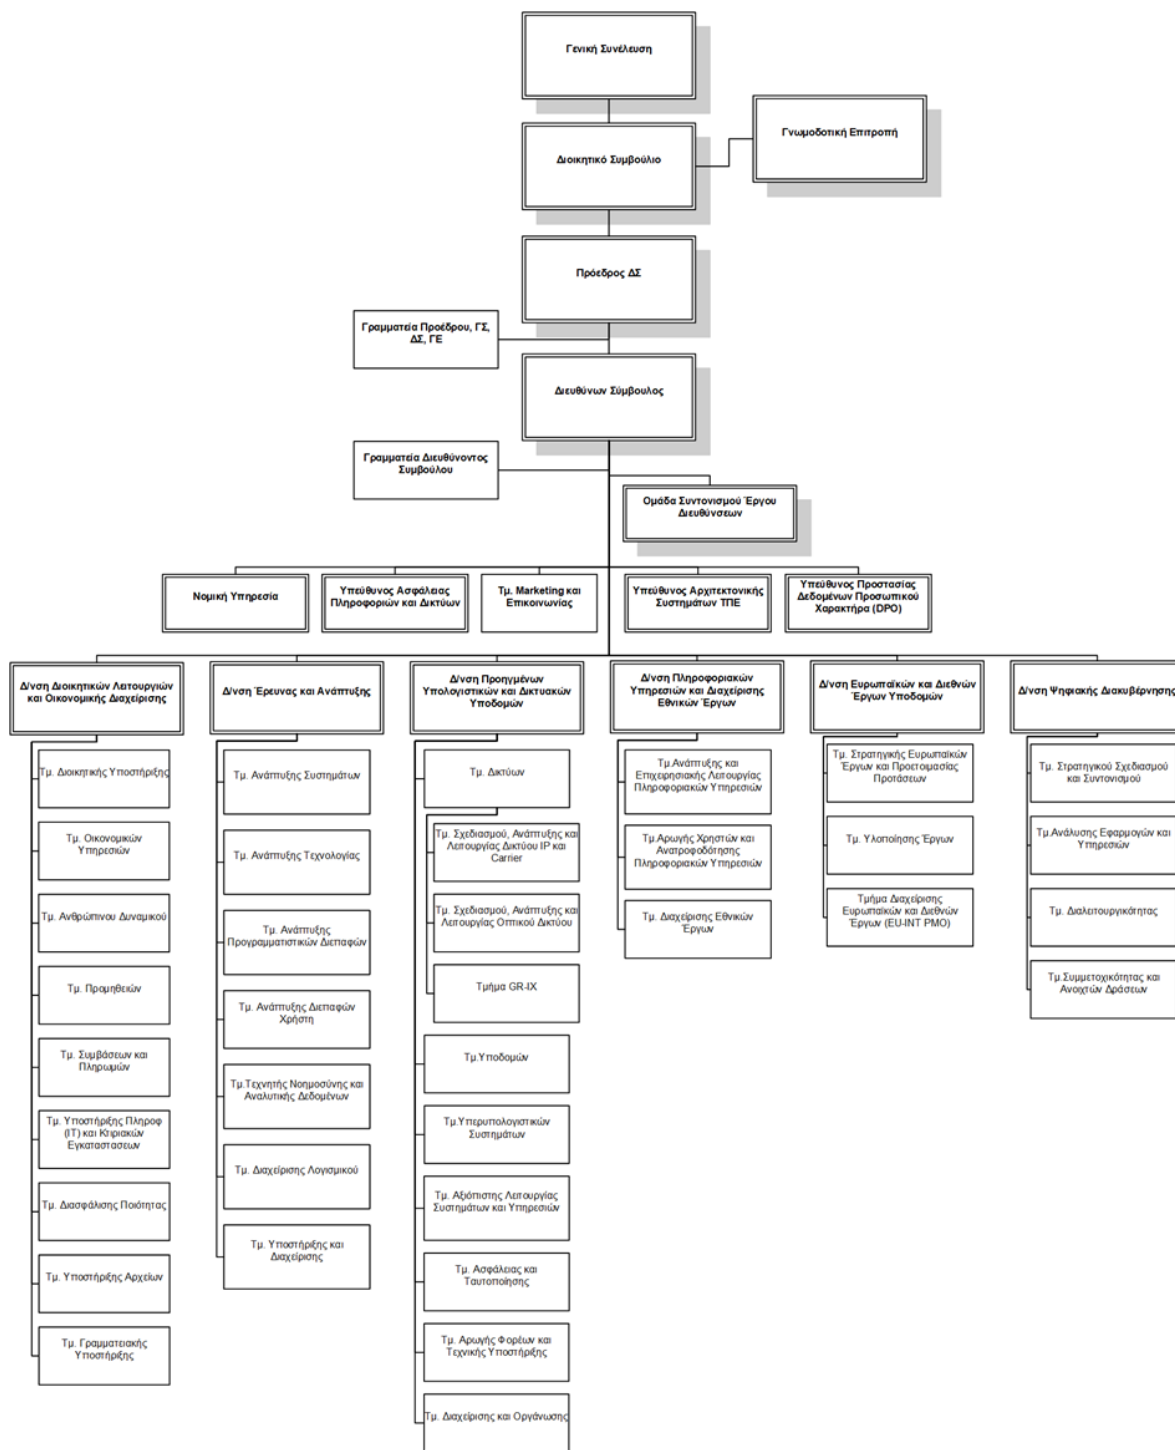 Γενική Συνέλευση
Γνωμοδοτική Επιτροπή
Διοικητικό Συμβούλιο
Πρόεδρος ΔΣ
Γραμματεία Προέδρου, ΓΣ,
ΔΣ, ΓΕ
Διευθύνων Σύμβουλος
Γραμματεία Διευθύνοντος
Συμβούλου
Ομάδα Συντονισμού Έργου
Διευθύνσεων
Νομική Υπηρεσία
Υπεύθυνος Ασφάλειας
Πληροφοριών και Δικτύων
Τμ. Marketing και
Επικοινωνίας
Υπεύθυνος Αρχιτεκτονικής
Συστημάτων ΤΠΕ
Υπεύθυνος Προστασίας
Δεδομένων Προσωπικού
Χαρακτήρα (DPO)
Δ/νση Διοικητικών Λειτουργιών
και Οικονομικής Διαχείρισης
Τμ. Διοικητικής Υποστήριξης
Τμ. Οικονομικών
Υπηρεσιών
Τμ. Ανθρώπινου Δυναμικού
Τμ. Προμηθειών
Τμ. Συμβάσεων και
Πληρωμών
Τμ. Υποστήριξης Πληροφ
(IT) και Κτιριακών
Εγκαταστασεων
Τμ. Διασφάλισης Ποιότητας
Τμ. Υποστήριξης Αρχείων
Τμ. Γραμματειακής
Υποστήριξης
Δ/νση Έρευνας και Ανάπτυξης
Τμ. Ανάπτυξης Συστημάτων
Τμ. Ανάπτυξης Τεχνολογίας
Τμ. Ανάπτυξης
Προγραμματιστικών Διεπαφών
Τμ. Ανάπτυξης Διεπαφών
Χρήστη
Τμ.Τεχνητής Νοημοσύνης και
Αναλυτικής Δεδομένων
Τμ. Διαχείρισης Λογισμικού
Τμ. Υποστήριξης και
Διαχείρισης
Δ/νση Προηγμένων
Υπολογιστικών και Δικτυακών
Υποδομών
Τμ. Δικτύων
Τμ. Σχεδιασμού, Ανάπτυξης και
Λειτουργίας Δικτύου IP και
Carrier
Τμ. Σχεδιασμού, Ανάπτυξης και
Λειτουργίας Οπτικού Δικτύου
Τμήμα GR-IX
Τμ.Υποδομών
Τμ.Υπερυπολογιστικών
Συστημάτων
Τμ. Αξιόπιστης Λειτουργίας
Συστημάτων και Υπηρεσιών
Τμ. Ασφάλειας και
Ταυτοποίησης
Τμ. Αρωγής Φορέων και
Τεχνικής Υποστήριξης
Τμ. Διαχείρισης και Οργάνωσης
Δ/νση Πληροφοριακών
Υπηρεσιών και Διαχείρισης
Εθνικών Έργων
Τμ.Ανάπτυξης και
Επιχειρησιακής Λειτουργίας
Πληροφοριακών Υπηρεσιών
Τμ.Αρωγής Χρηστών και
Ανατροφοδότησης
Πληροφοριακών Υπηρεσιών
Τμ. Διαχείρισης Εθνικών
Έργων
Δ/νση Ευρωπαϊκών και Διεθνών
Έργων Υποδομών
Τμ. Στρατηγικής Ευρωπαϊκών
Έργων και Προετοιμασίας
Προτάσεων
Τμ. Υλοποίησης Έργων
Τμήμα Διαχείρισης
Ευρωπαϊκών και Διεθνών
Έργων (EU-INT PMO)
Δ/νση Ψηφιακής Διακυβέρνησης
Τμ. Στρατηγικού Σχεδιασμού
και Συντονισμού
Τμ.Ανάλυσης Εφαρμογών και
Υπηρεσιών
Τμ. Διαλειτουργικότητας
Τμ.Συμμετοχικότητας και
Ανοιχτών Δράσεων